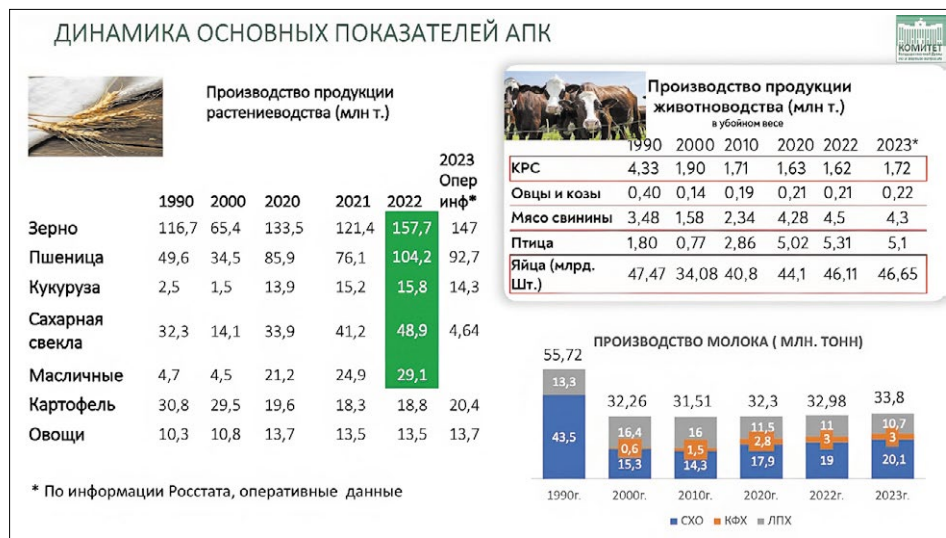 ДИНАМИКА ОСНОВНЫХ ПОКАЗАТЕЛЕЙ АПК
КОМИТЕТ
Производство продукции
растениеводства (млн т.)
2023
Опер
1990 2000 2020 2021 2022 инф*
Зерно 116,7 65,4 133,5 121,4 157,7 147
Пшеница 49,6 34,5 85,9 76,1 104,2 92,7
Кукуруза 2,5 1,5 13,9 15,2 15,8 14,3
Сахарная
свекла 32,3 14,1 33,9 41,2 48,9 4,64
Масличные 4,7 4,5 21,2 24,9 29,1
Картофель 30,8 29,5 19,6 18,3 18,8 20,4
Овощи 10,3 10,8 13,7 13,5 13,5 13,7
* По информации Росстата, оперативные данные
Производство продукции
животноводства (млн т.)
в убойном весе
1990 2000 2010 2020 2022 2023*
КРС 4,33 1,90 1,71 1,63 1,62 1,72
Овцы и козы 0,40 0,14 0,19 0,21 0,21 0,22
Мясо свинины 3,48 1,58 2,34 4,28 4,5 4,3
Птица 1,80 0,77 2,86 5,02 5,31 5,1
Яйца (млрд.
Шт.) 47,47 34,08 40,8 44,1 46,11 46,65
ПРОИЗВОДСТВО МОЛОКА ( МЛН. ТОНН)
55,72 32,26 31,51 32,3 32,98 33,8
13,3 16,4 16 11,5 11 10,7
0,6 1,5 2,8 3 3
43,5 15,3 14,3 17,9 19 20,1
1990г. 2000г. 2010г. 2020г. 2022г. 2023г.
СХО КФХ ЛПХ